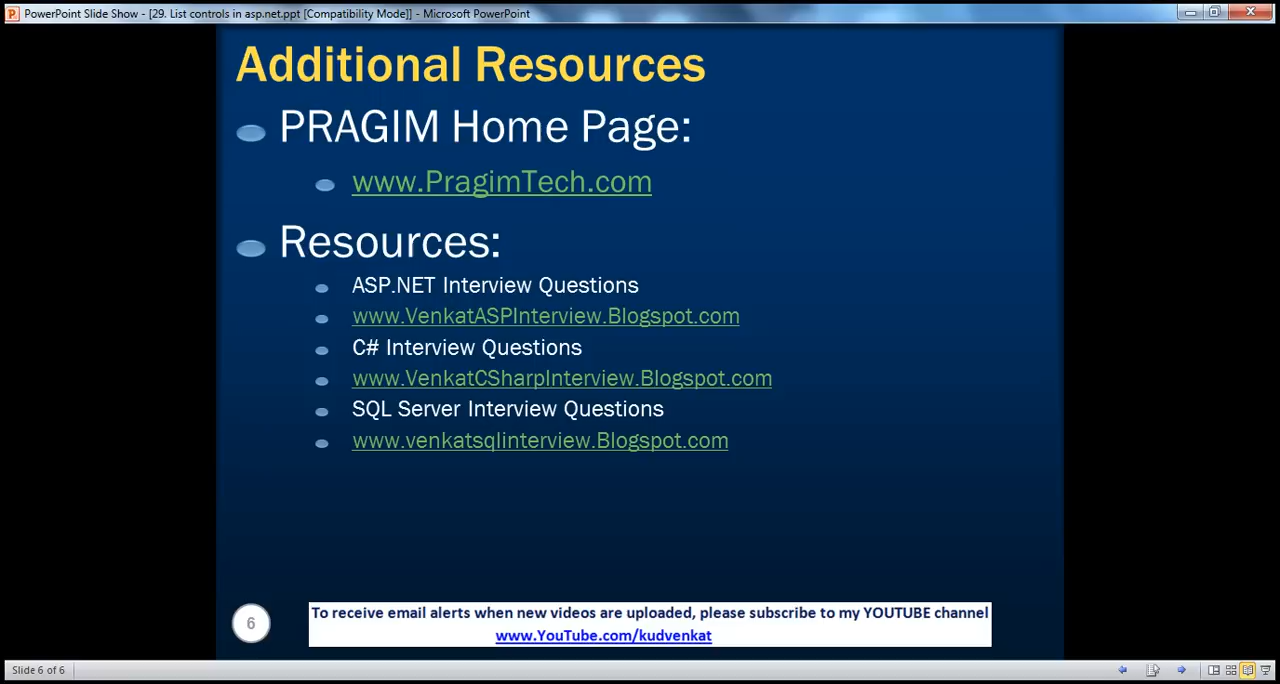 PowerPoint Slide Show - [29. List controls in asp.net.ppt [Compatibility Mode]] - Microsoft PowerPoint
Additional Resources
PRAGIM Home Page:
www.PragimTech.com
Resources:
ASP.NET Interview Questions
www.VenkatASPInterview.Blogspot.com
C# Interview Questions
www.VenkatCSharpInterview.Blogspot.com
SQL Server Interview Questions
www.venkatsqlinterview.Blogspot.com
6
To receive email alerts when new videos are uploaded, please subscribe to my YOUTUBE channel
www.YouTube.com/kudvenkat
Slide 6 of 6